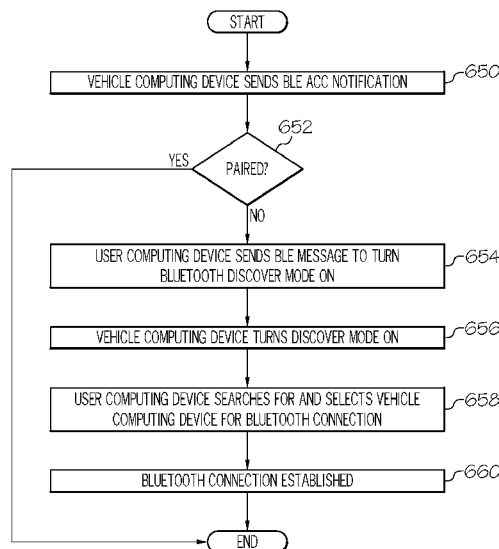 START
VEHICLE COMPUTING DEVICE SENDS BLE ACC NOTIFICATION
650
652
YES
PAIRED?
NO
USER COMPUTING DEVICE SENDS BLE MESSAGE TO TURN
BLUETOOTH DISCOVER MODE ON
654
VEHICLE COMPUTING DEVICE TURNS DISCOVER MODE ON
656
USER COMPUTING DEVICE SEARCHES FOR AND SELECTS VEHICLE
COMPUTING DEVICE FOR BLUETOOTH CONNECTION
658
BLUETOOTH CONNECTION ESTABLISHED
660
END